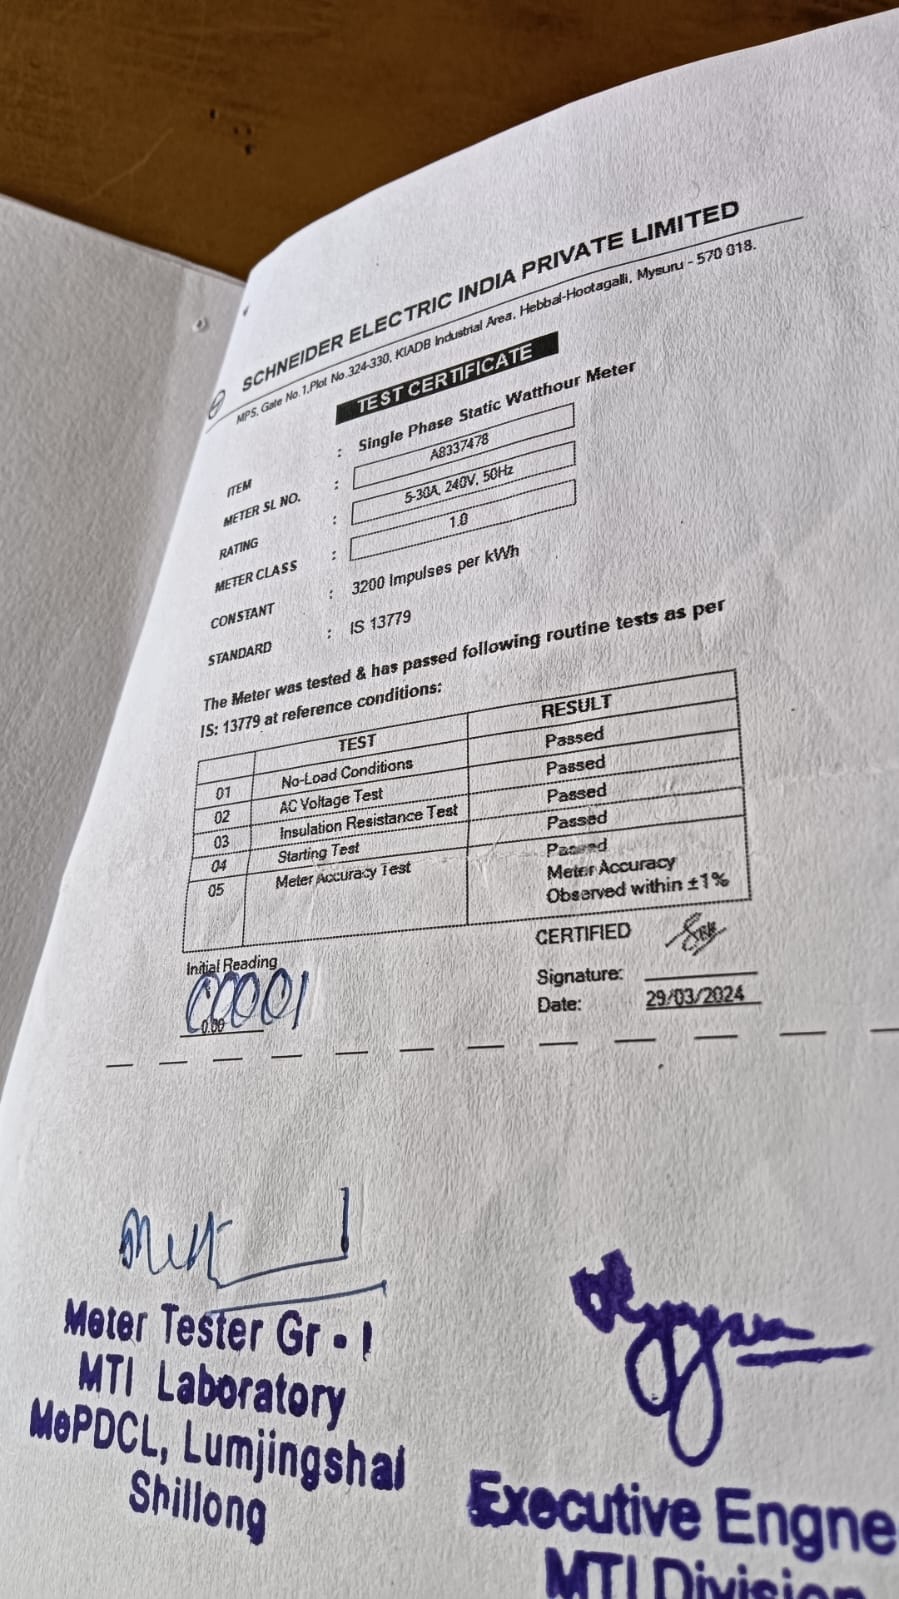 SCHNEIDER ELECTRIC INDIA PRIVATE LIMITED
MPS, Gate No.1,Plot No.324-330, KIADB Industrial Area, Hebbal-Hootagalli, Mysuru - 570 018.
TEST CERTIFICATE
ITEM : Single Phase Static Watthour Meter
METER SL NO. : A8337478
RATING : 5-30A, 240V, 50Hz
METER CLASS : 1.0
CONSTANT : 3200 Impulses per kWh
STANDARD : IS 13779
The Meter was tested & has passed following routine tests as per
IS: 13779 at reference conditions:
TEST RESULT
01 No-Load Conditions Passed
02 AC Voltage Test Passed
03 Insulation Resistance Test Passed
04 Starting Test Passed
05 Meter Accuracy Test Passed
Meter Accuracy
Observed within ±1%
CERTIFIED
Initial Reading
00001
0.00
Signature:
Date: 29/03/2024
Meter Tester Gr - I
MTI Laboratory
MePDCL, Lumjingshai
Shillong
Executive Engne
MTI Division